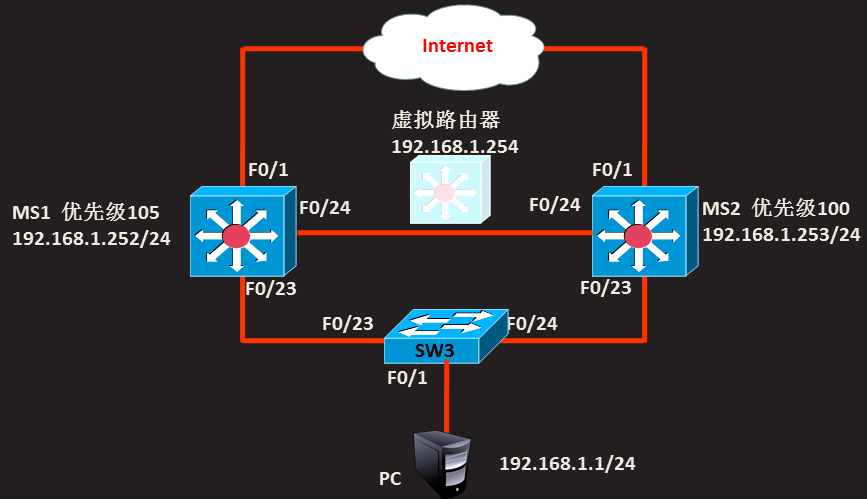 Internet
虚拟路由器
192.168.1.254
F0/1
F0/1
MS1 优先级105
192.168.1.252/24
F0/24
F0/24
MS2 优先级100
192.168.1.253/24
F0/23
F0/23
F0/23
F0/24
SW3
F0/1
PC
192.168.1.1/24